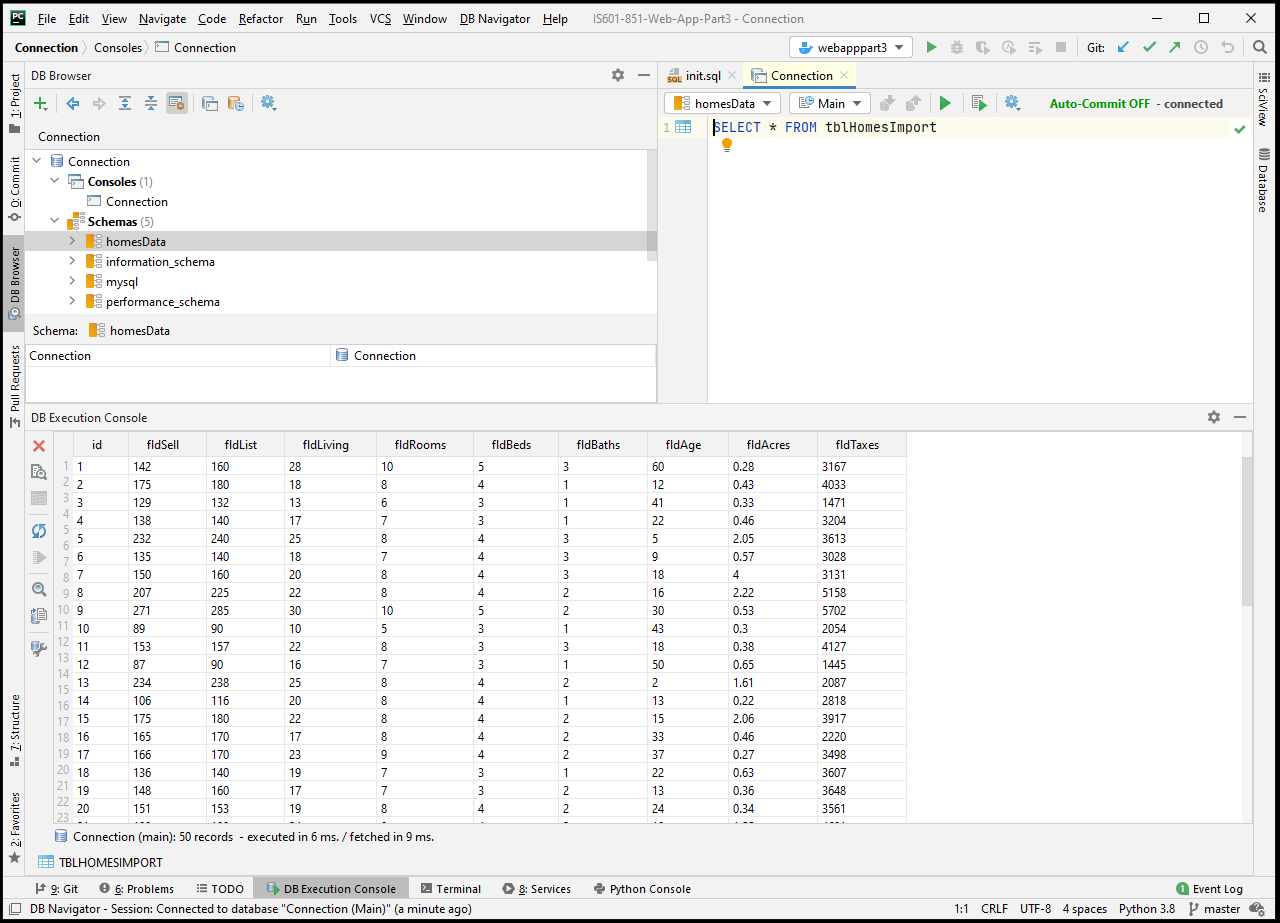 PC File Edit View Navigate Code Refactor Run Tools VCS Window DB Navigator Help IS601-851-Web-App-Part3 - Connection
Connection Consoles Connection webapppart3 Git:
1: Project
0: Commit
DB Browser
Pull Requests
7: Structure
2: Favorites
DB Browser
Connection
Connection
Consoles (1)
Connection
Schemas (5)
homesData
information_schema
mysql
performance_schema
Schema: homesData
Connection Connection
SQL init.sql Connection
homesData Main Auto-Commit OFF - connected
1 SELECT * FROM tblHomesImport
SciView
Database
DB Execution Console
id fldSell fldList fldLiving fldRooms fldBeds fldBaths fldAge fldAcres fldTaxes
1 1 142 160 28 10 5 3 60 0.28 3167
2 2 175 180 18 8 4 1 12 0.43 4033
3 3 129 132 13 6 3 1 41 0.33 1471
4 4 138 140 17 7 3 1 22 0.46 3204
5 5 232 240 25 8 4 3 5 2.05 3613
6 6 135 140 18 7 4 3 9 0.57 3028
7 7 150 160 20 8 4 3 18 4 3131
8 8 207 225 22 8 4 2 16 2.22 5158
9 9 271 285 30 10 5 2 30 0.53 5702
10 10 89 90 10 5 3 1 43 0.3 2054
11 11 153 157 22 8 3 3 18 0.38 4127
12 12 87 90 16 7 3 1 50 0.65 1445
13 13 234 238 25 8 4 2 2 1.61 2087
14 14 106 116 20 8 4 1 13 0.22 2818
15 15 175 180 22 8 4 2 15 2.06 3917
16 16 165 170 17 8 4 2 33 0.46 2220
17 17 166 170 23 9 4 2 37 0.27 3498
18 18 136 140 19 7 3 1 22 0.63 3607
19 19 148 160 17 7 3 2 13 0.36 3648
20 20 151 153 19 8 4 2 24 0.34 3561
21
22
23
Connection (main): 50 records - executed in 6 ms. / fetched in 9 ms.
TBLHOMESIMPORT
9: Git 6: Problems TODO DB Execution Console Terminal 8: Services Python Console 1 Event Log
DB Navigator - Session: Connected to database "Connection (Main)" (a minute ago) 1:1 CRLF UTF-8 4 spaces Python 3.8 master